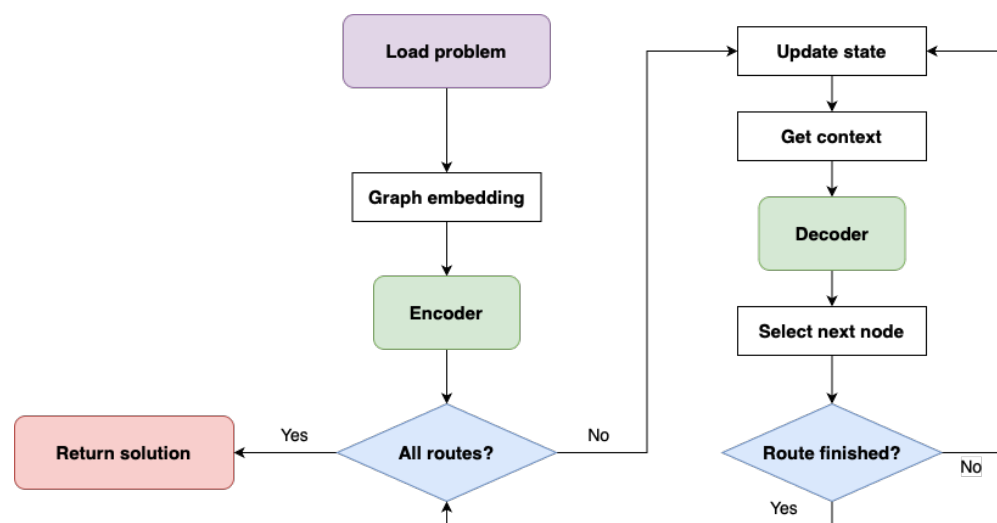 Load problem
Graph embedding
Encoder
All routes?
Yes
No
Return solution
Update state
Get context
Decoder
Select next node
Route finished?
No
Yes